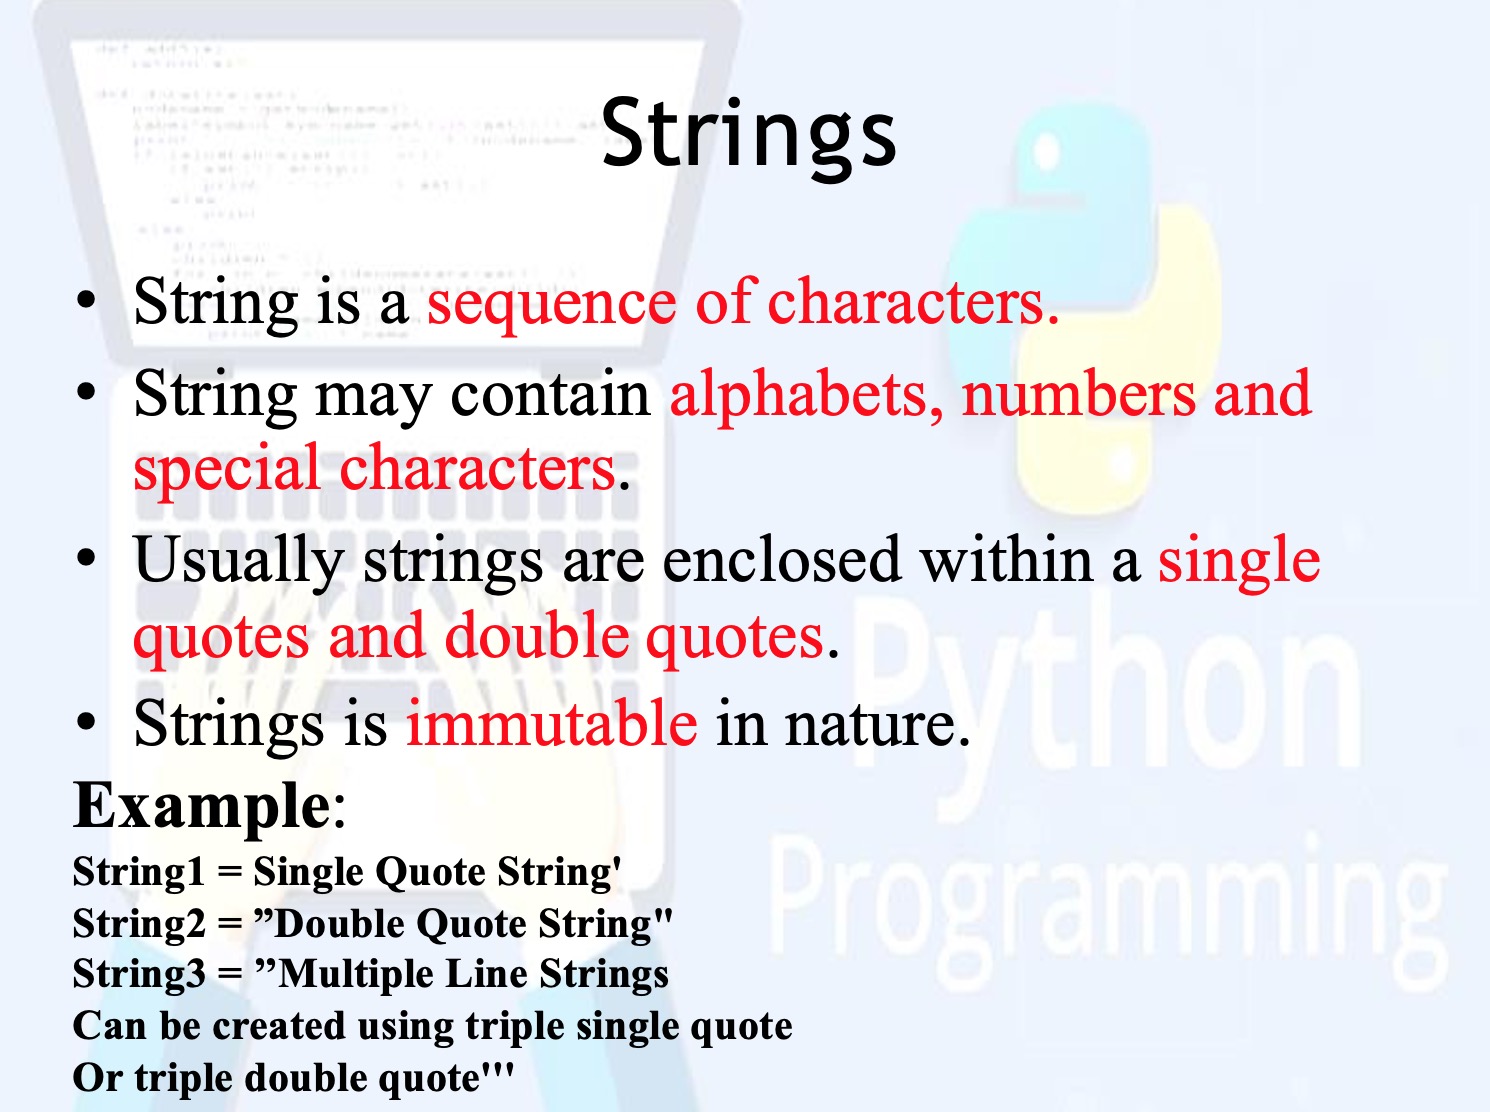 Strings
• String is a sequence of characters.
• String may contain alphabets, numbers and
special characters.
• Usually strings are enclosed within a single
quotes and double quotes.
• Strings is immutable in nature.
Example:
String1 = Single Quote String'
String2 = ”Double Quote String"
String3 = ”Multiple Line Strings
Can be created using triple single quote
Or triple double quote'''
Python
Programming